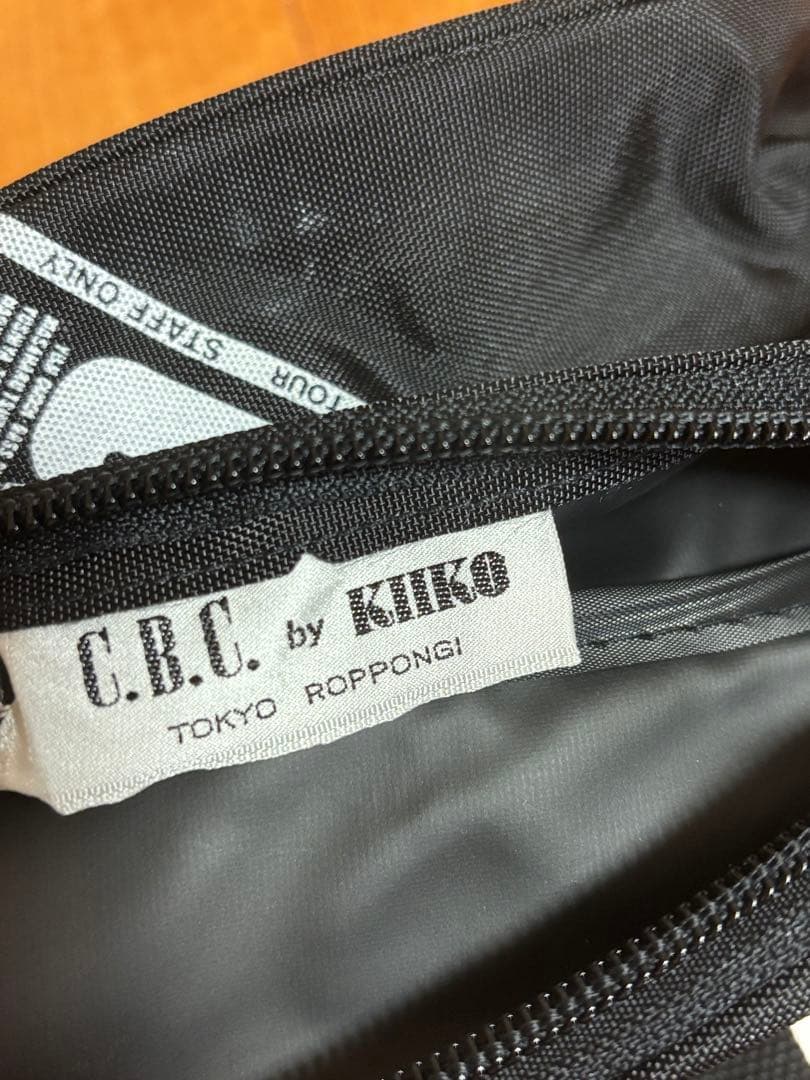 TOUR STAFF ONLY
C.B.C. by KIIKO
TOKYO ROPPONGI